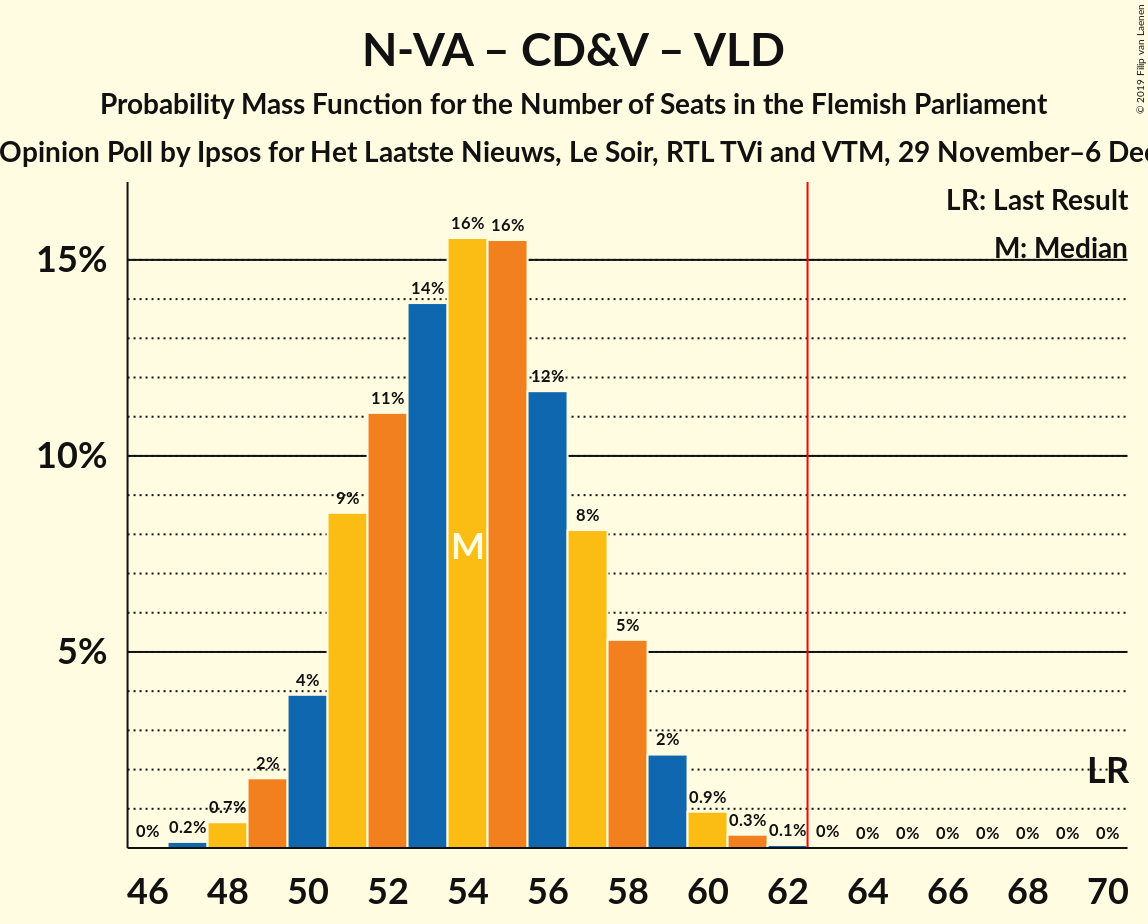 N-VA – CD&V – VLD
Probability Mass Function for the Number of Seats in the Flemish Parliament
Opinion Poll by Ipsos for Het Laatste Nieuws, Le Soir, RTL TVi and VTM, 29 November–6 Dec
© 2019 Filip van Laenen
LR: Last Result
M: Median
15%
10%
5%
0% 0.2% 0.7% 2% 4% 9% 11% 14% 16% 16% 12% 8% 5% 2% 0.9% 0.3% 0.1% 0% 0% 0% 0% 0% 0% 0% 0%
M
LR
46 48 50 52 54 56 58 60 62 64 66 68 70